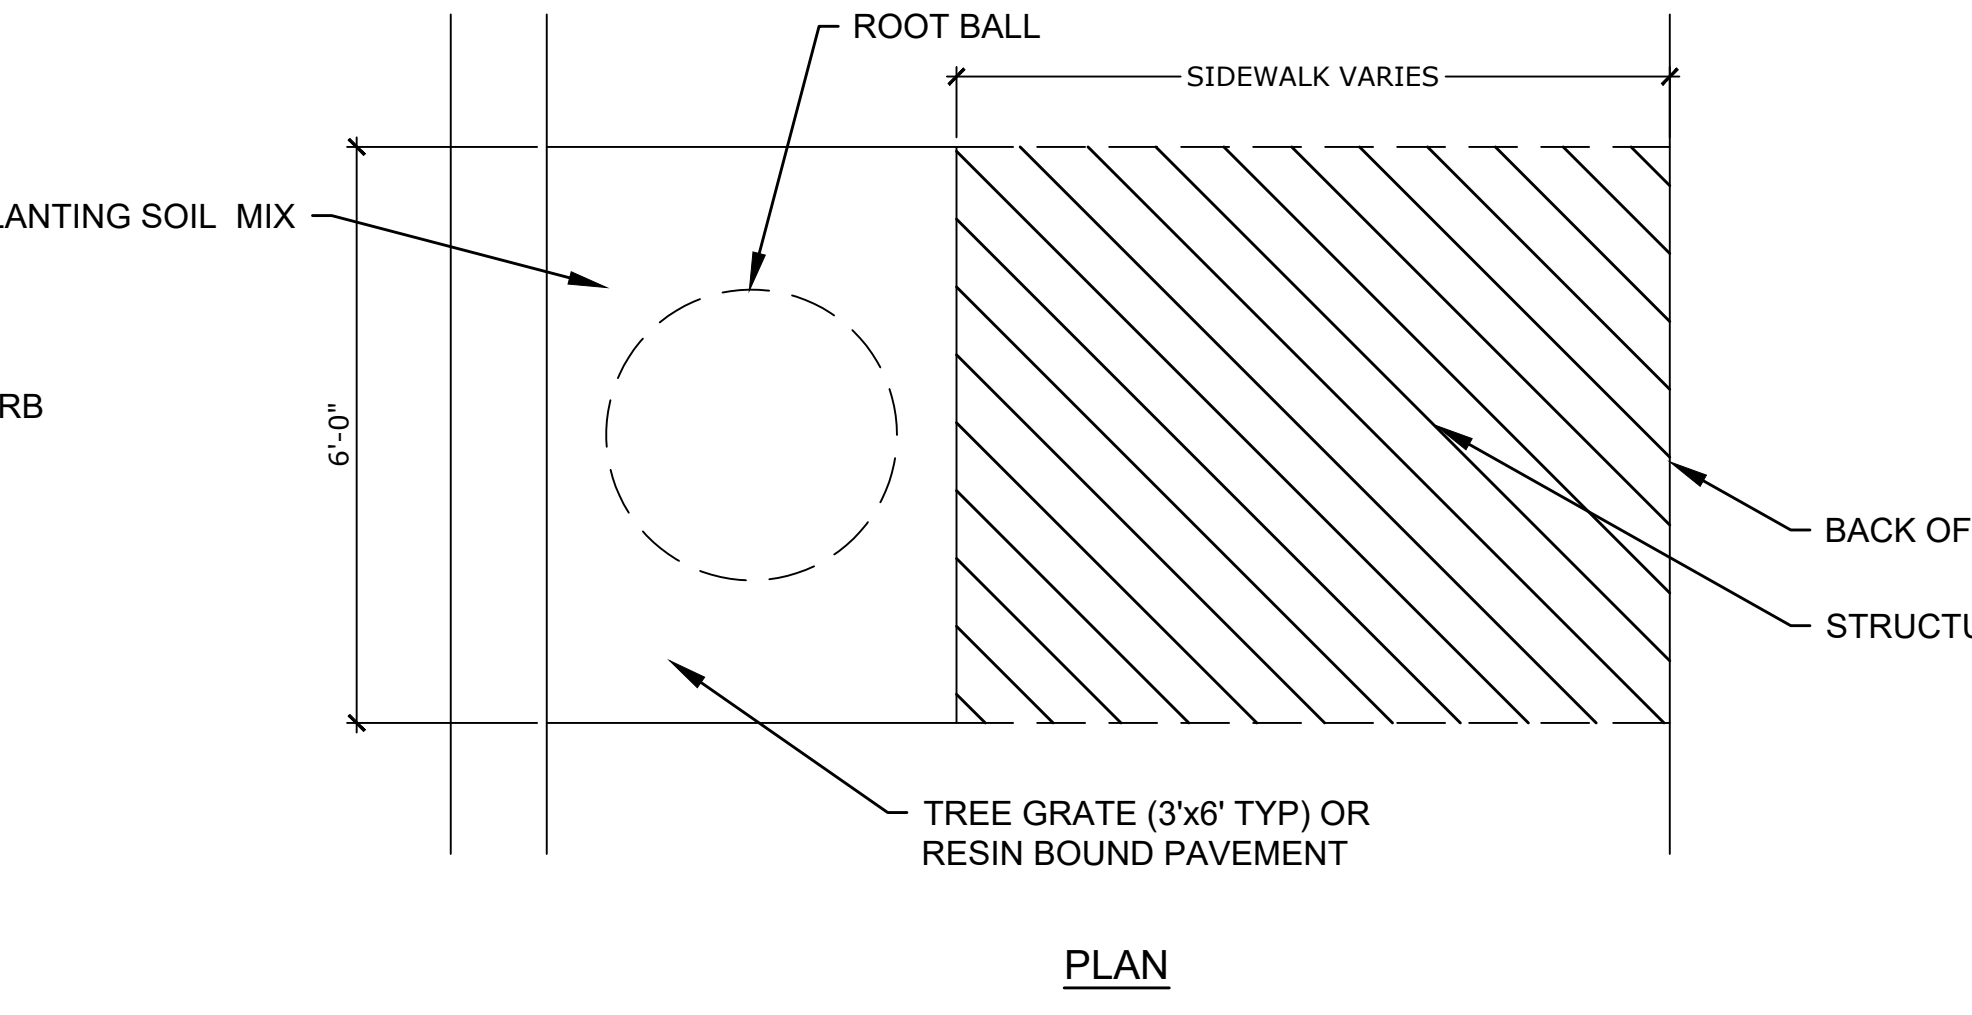 ROOT BALL
SIDEWALK VARIES
LANTING SOIL MIX
RB
6'-0"
BACK OF
STRUCTU
TREE GRATE (3'x6' TYP) OR
RESIN BOUND PAVEMENT
PLAN